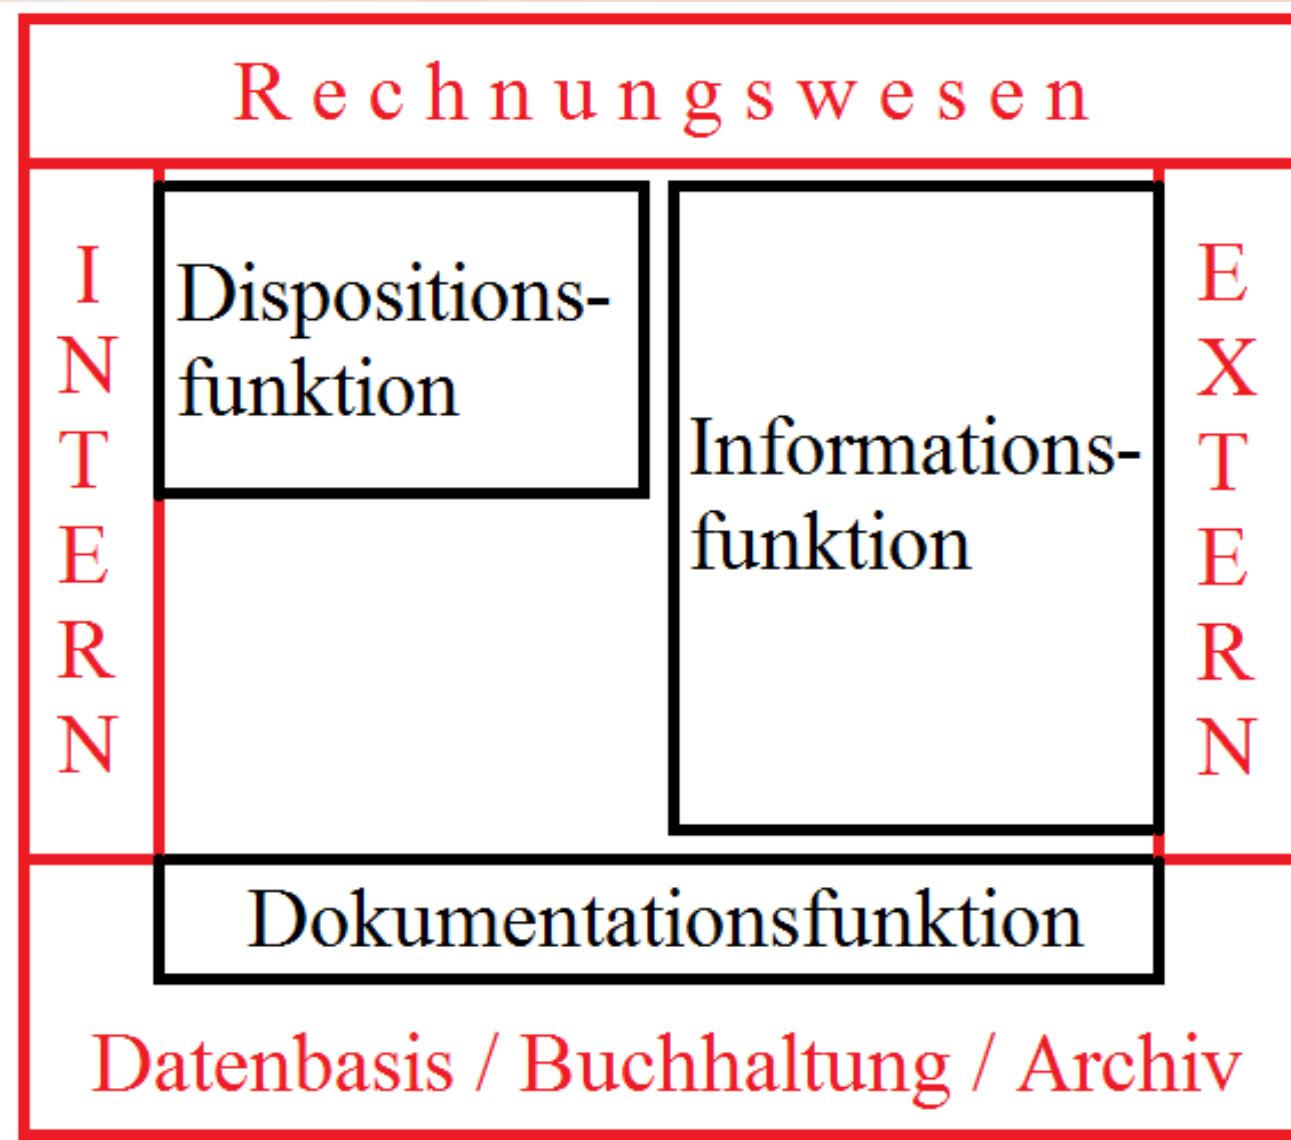 Rechnungswesen
INTERN
Dispositions-
funktion
Informations-
funktion
EXTERN
Dokumentationsfunktion
Datenbasis / Buchhaltung / Archiv